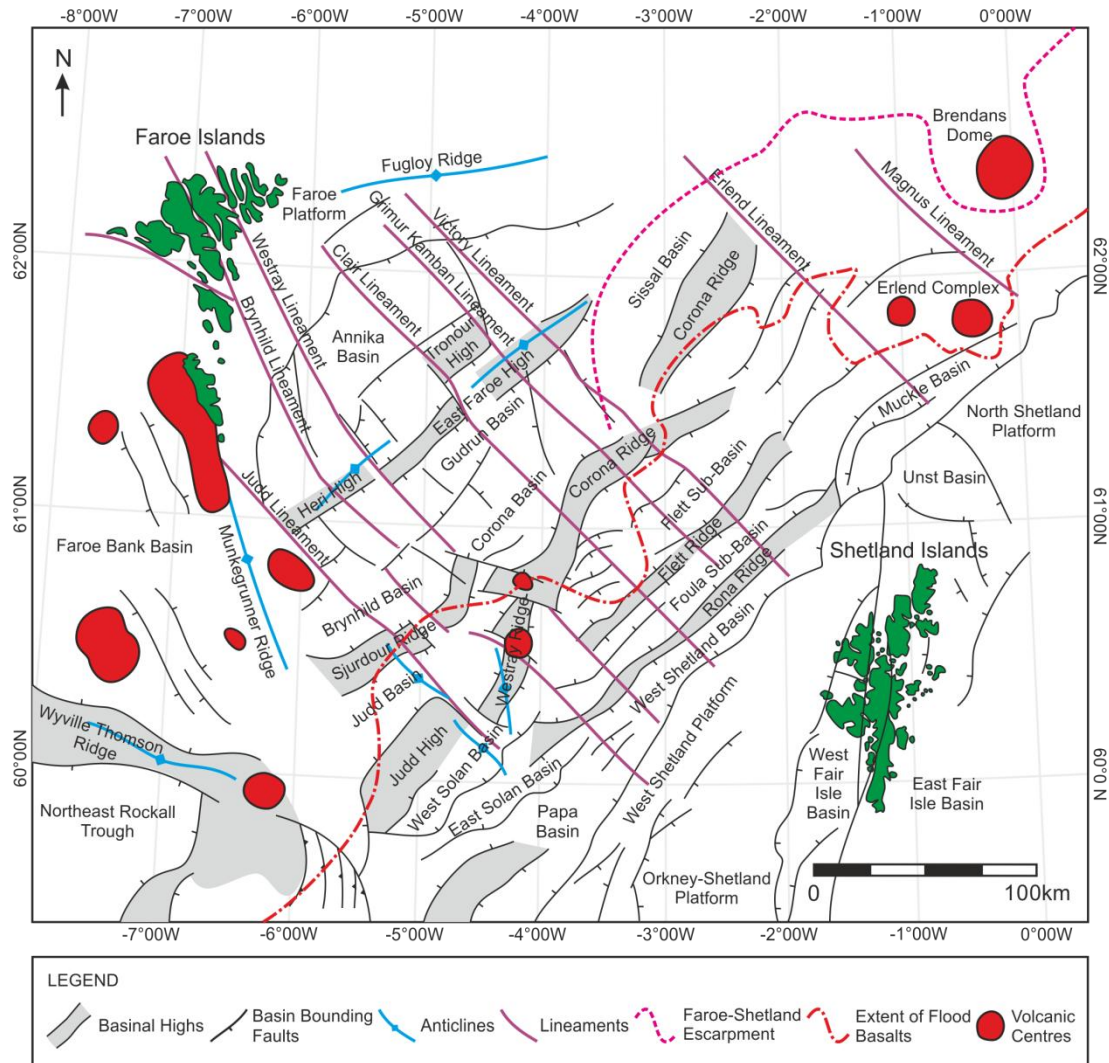 -8°00'W
-7°00'W
-6°00'W
-5°00'W
-4°00'W
-3°00'W
-2°00'W
-1°00'W
0°00'W
N
Faroe Islands
Fugloy Ridge
Faroe
Platform
Brendans
Dome
Erlend Lineament
Magnus Lineament
Victory Lineament
Grimur Kamban Lineament
Clair Lineament
Westray Lineament
Brynhild Lineament
62°00'N
62°00'N
Sissal Basin
Corona Ridge
Erlend Complex
Annika
Basin
Tronour
High
East Faroe High
Gudrun Basin
Muckle Basin
North Shetland
Platform
Heri High
Corona Basin
Corona Ridge
Flett Sub-Basin
Unst Basin
61°00'N
61°00'N
Judd Lineament
Faroe Bank Basin
Munkegrunner Ridge
Flett Ridge
Foula Sub-Basin
Rona Ridge
Shetland Islands
Brynhild Basin
Sjurdour Ridge
Westray Ridge
West Shetland Basin
Judd Basin
Wyville Thomson
Ridge
Judd High
West Solan Basin
East Solan Basin
West Shetland Platform
60°00'N
60°0,0 N
Northeast Rockall
Trough
Papa
Basin
West
Fair
Isle
Basin
East Fair
Isle Basin
Orkney-Shetland
Platform
0
100km
-7°00'W
-6°00'W
-5°00'W
-4°00'W
-3°00'W
-2°00'W
-1°00'W
0°00'W
LEGEND
Basinal Highs
Basin Bounding
Faults
Anticlines
Lineaments
Faroe-Shetland
Escarpment
Extent of Flood
Basalts
Volcanic
Centres